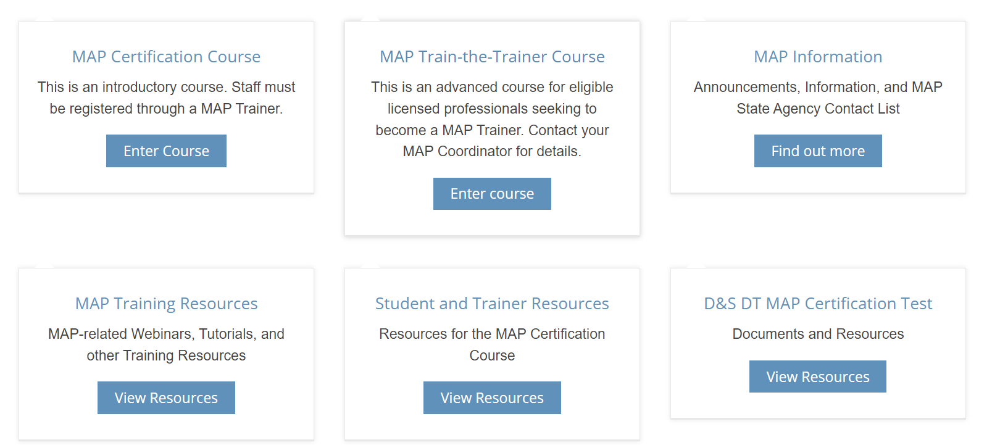 MAP Certification Course
This is an introductory course. Staff must
be registered through a MAP Trainer.
Enter Course
MAP Train-the-Trainer Course
This is an advanced course for eligible
licensed professionals seeking to
become a MAP Trainer. Contact your
MAP Coordinator for details.
Enter course
MAP Information
Announcements, Information, and MAP
State Agency Contact List
Find out more
MAP Training Resources
MAP-related Webinars, Tutorials, and
other Training Resources
View Resources
Student and Trainer Resources
Resources for the MAP Certification
Course
View Resources
D&S DT MAP Certification Test
Documents and Resources
View Resources